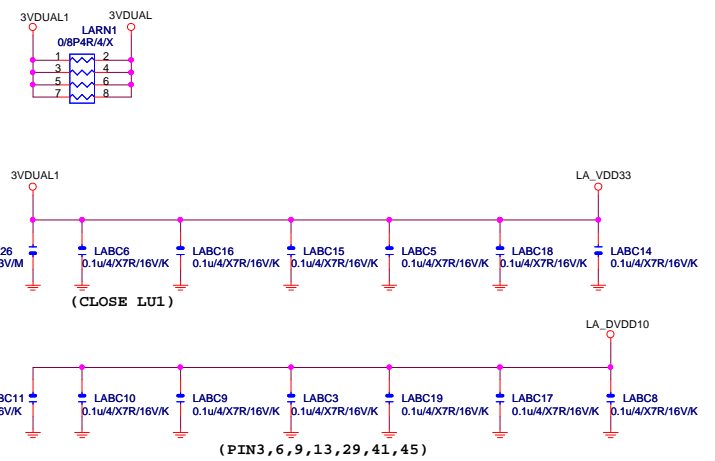 3VDUAL1 3VDUAL
LARN1
0/8P4R/4/X
1 2
3 4
5 6
7 8
3VDUAL1 LA_VDD33
26 LABC6 LABC16 LABC15 LABC5 LABC18 LABC14
3V/M 0.1u/4/X7R/16V/K 0.1u/4/X7R/16V/K 0.1u/4/X7R/16V/K 0.1u/4/X7R/16V/K 0.1u/4/X7R/16V/K 0.1u/4/X7R/16V/K
(CLOSE LU1)
LA_DVDD10
BC11 LABC10 LABC9 LABC3 LABC19 LABC17 LABC8
6V/K 0.1u/4/X7R/16V/K 0.1u/4/X7R/16V/K 0.1u/4/X7R/16V/K 0.1u/4/X7R/16V/K 0.1u/4/X7R/16V/K 0.1u/4/X7R/16V/K
(PIN3,6,9,13,29,41,45)